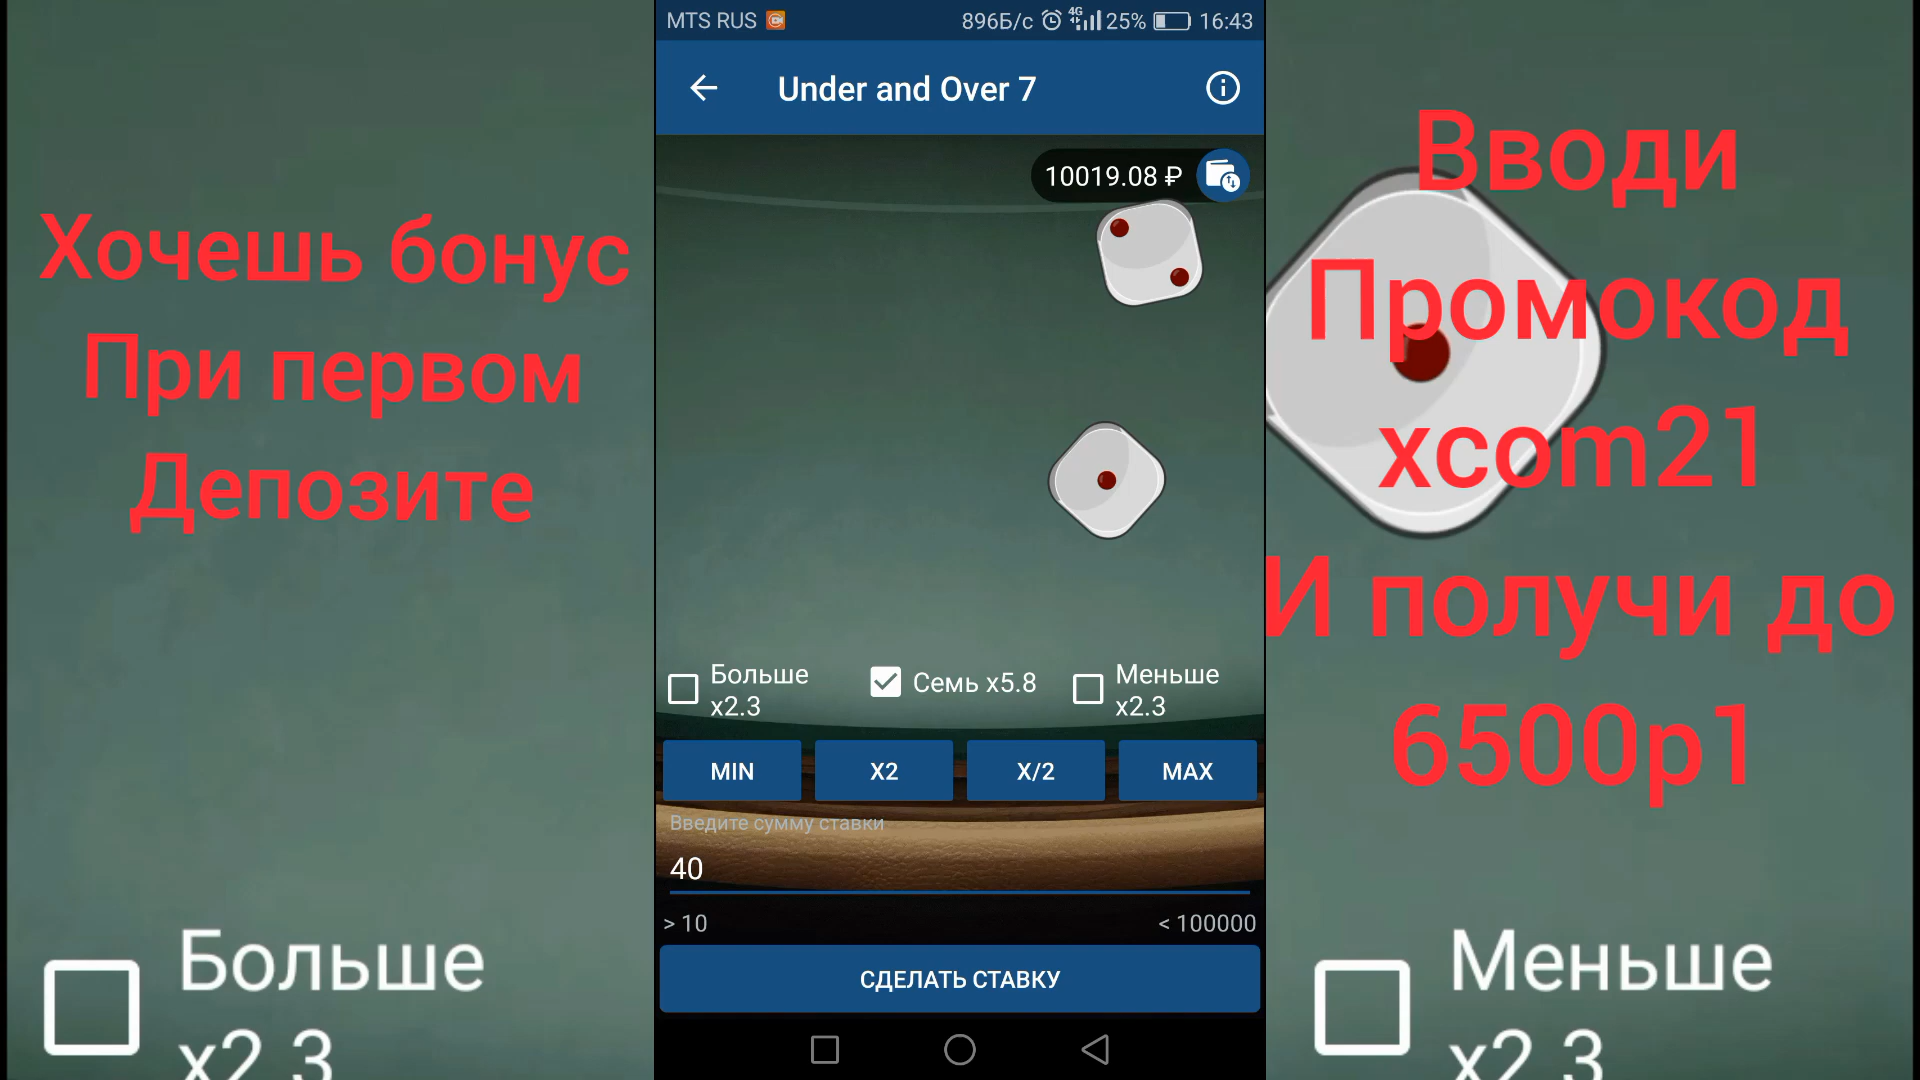 Хочешь бонус
При первом
Депозите
Больше
x2.3
MTS RUS 896Б/с 4G 25% 16:43
Under and Over 7
10019.08 ₽
Больше
x2.3
Семь x5.8
Меньше
x2.3
MIN X2 X/2 MAX
Введите сумму ставки
40
> 10 < 100000
СДЕЛАТЬ СТАВКУ
Вводи
Промокод
xcom21
И получи до
6500р1
Меньше
x2.3